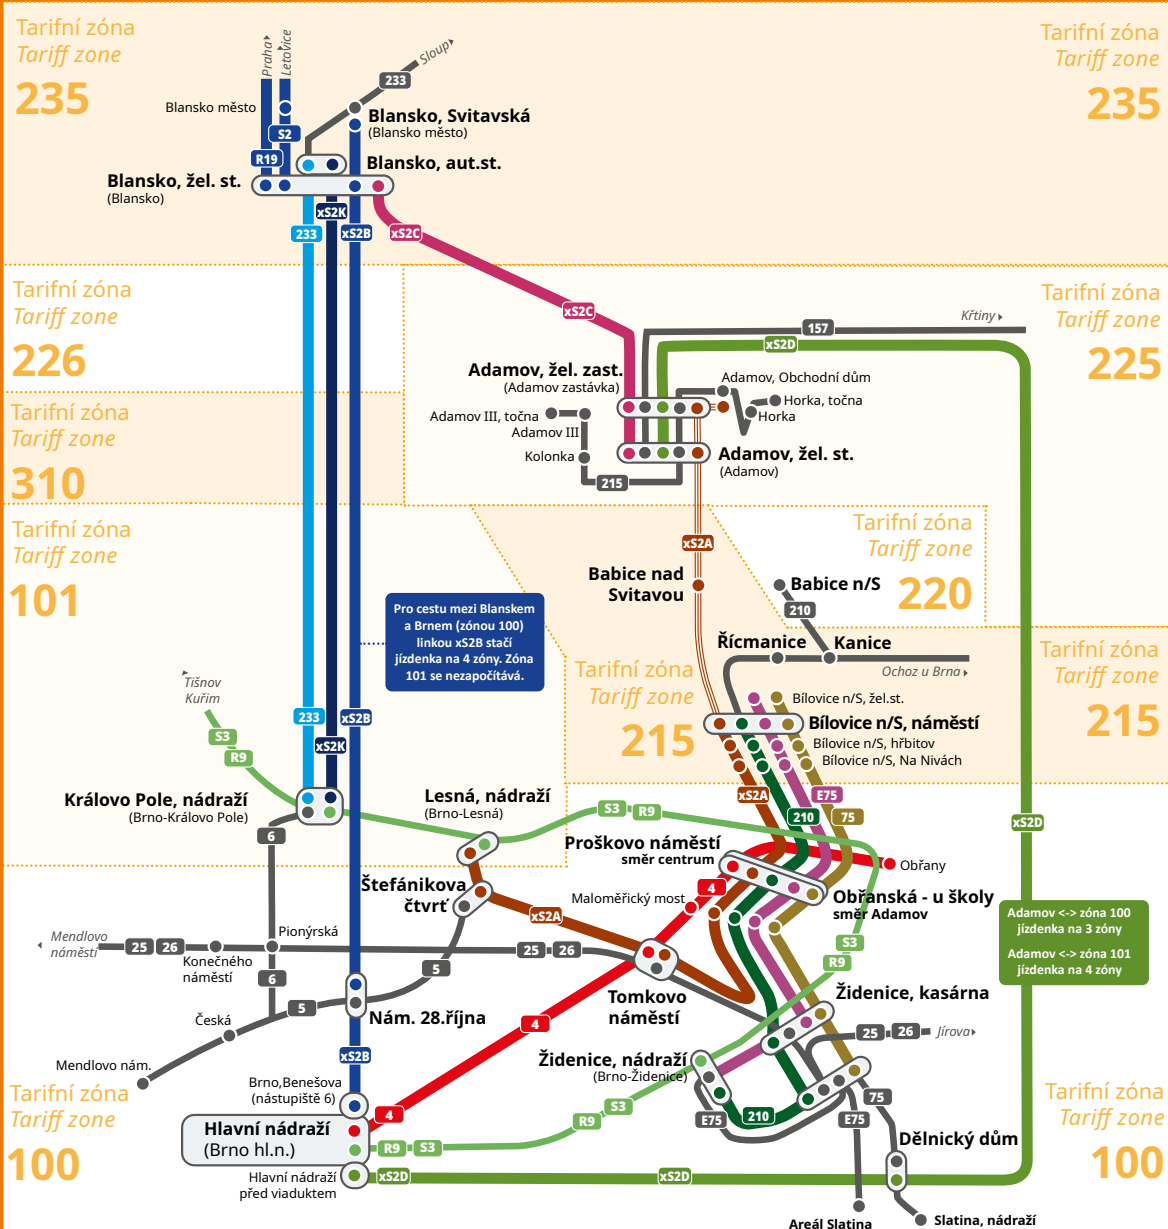 Tarifní zóna
Tariff zone
235
Praha
Letovice
Sloup
233
Tarifní zóna
Tariff zone
235
Blansko město
Blansko, Svitavská
(Blansko město)
S2
R19
Blansko, aut.st.
Blansko, žel. st.
(Blansko)
xS2K
233
xS2B
xS2C
Tarifní zóna
Tariff zone
226
xS2C
Křtiny
157
xS2D
Tarifní zóna
Tariff zone
225
Adamov, žel. zast.
(Adamov zastávka)
Adamov, Obchodní dům
Horka, točna
Horka
Adamov III, točna
Adamov III
Kolonka
Adamov, žel. st.
(Adamov)
215
Tarifní zóna
Tariff zone
310
Tarifní zóna
Tariff zone
101
xS2A
Tarifní zóna
Tariff zone
220
Babice nad
Svitavou
Babice n/S
210
Pro cestu mezi Blanskem
a Brnem (zónou 100)
linkou xS2B stačí
jízdenka na 4 zóny. Zóna
101 se nezapočítává.
Řícmanice
Kanice
Ochoz u Brna
Tarifní zóna
Tariff zone
215
Tarifní zóna
Tariff zone
215
Tišnov
Kuřim
S3
R9
233
xS2B
xS2K
Bílovice n/S, žel.st.
Bílovice n/S, náměstí
Bílovice n/S, hřbitov
Bílovice n/S, Na Nivách
xS2A
E75
210
75
Královo Pole, nádraží
(Brno-Královo Pole)
6
Lesná, nádraží
(Brno-Lesná)
S3
R9
xS2D
Proškovo náměstí
směr centrum
Obřany
4
Maloměřický most
Obřanská - u školy
směr Adamov
Štefánikova
čtvrť
xS2A
Adamov <-> zóna 100
jízdenka na 3 zóny
Adamov <-> zóna 101
jízdenka na 4 zóny
Mendlovo
náměstí
25
26
Pionýrská
Konečného
náměstí
25
26
S3
R9
5
6
Tomkovo
náměstí
Židenice, kasárna
5
Nám. 28.října
Česká
4
25
26
Jírova
xS2B
Židenice, nádraží
(Brno-Židenice)
Mendlovo nám.
Tarifní zóna
Tariff zone
100
Brno,Benešova
(nástupiště 6)
4
Hlavní nádraží
(Brno hl.n.)
R9
S3
R9
S3
E75
210
E75
75
Dělnický dům
Tarifní zóna
Tariff zone
100
Hlavní nádraží
před viaduktem
xS2D
xS2D
Areál Slatina
Slatina, nádraží